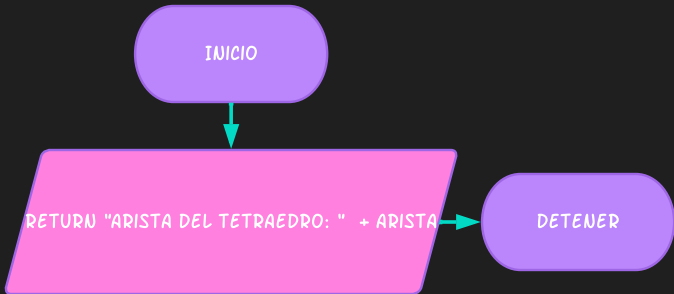 INICIO
RETURN "ARISTA DEL TETRAEDRO: " + ARISTA
DETENER